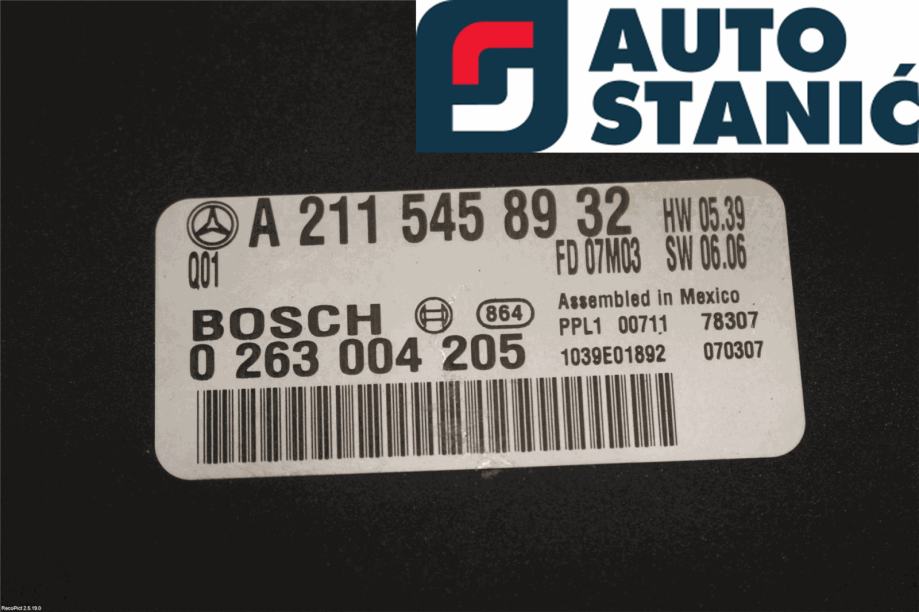 AUTO
STANIĆ
A 211 545 89 32
HW 05.39
Q01
FD 07M03
SW 06.06
BOSCH
864
Assembled in Mexico
PPL1 00711 78307
0 263 004 205
1039E01892 070307
RecoPict 2.5.19.0